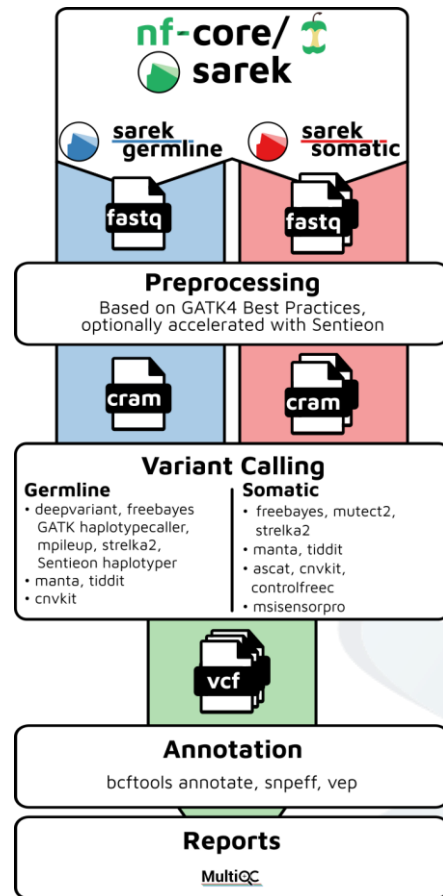 nf-core/
sarek
sarek
germline
sarek
somatic
fastq
fastq
Preprocessing
Based on GATK4 Best Practices,
optionally accelerated with Sentieon
cram
cram
Variant Calling
Germline
• deepvariant, freebayes
GATK haplotypecaller,
mpileup, strelka2,
Sentieon haplotyper
• manta, tiddit
• cnvkit
Somatic
• freebayes, mutect2,
strelka2
• manta, tiddit
• ascat, cnvkit,
controlfreec
• msisensorpro
vcf
Annotation
bcftools annotate, snpeff, vep
Reports
MultiQC